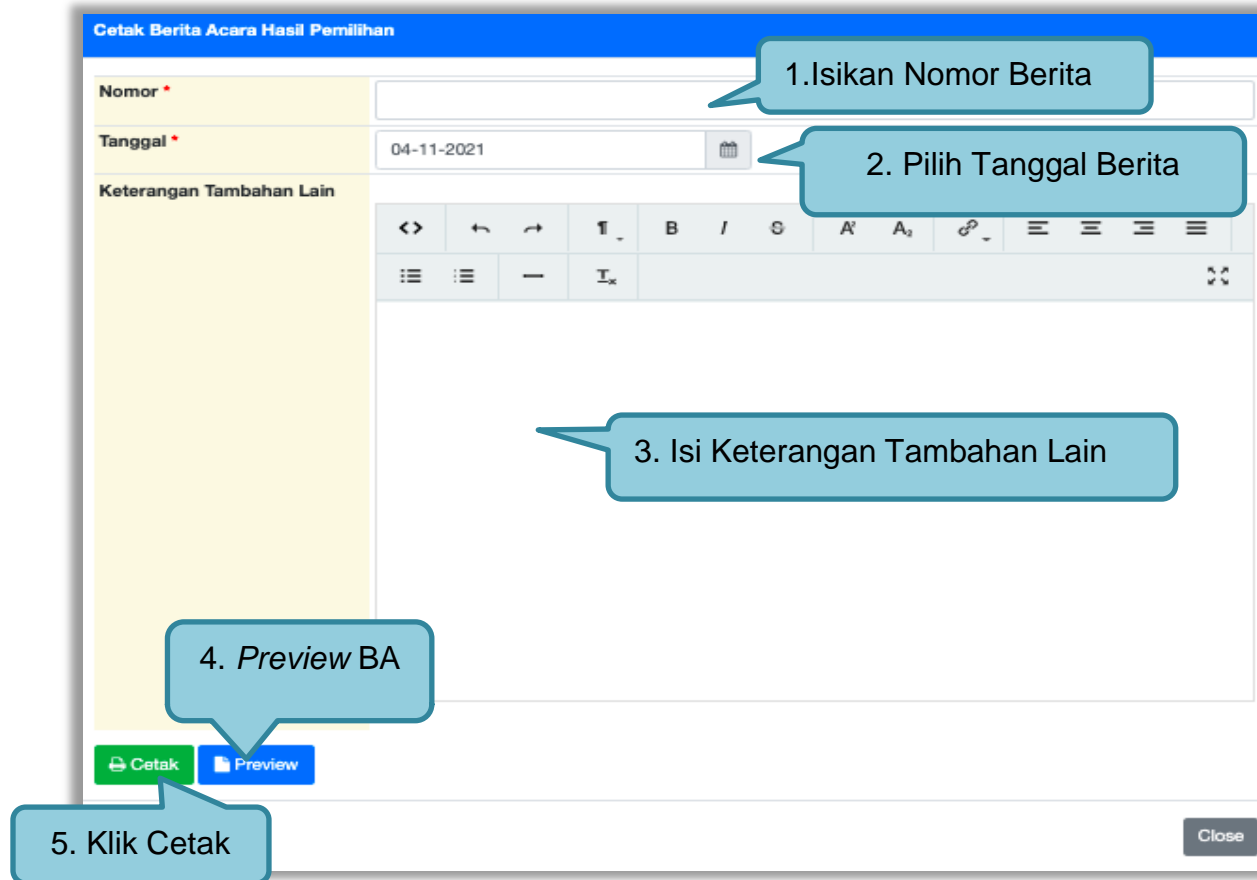 Cetak Berita Acara Hasil Pemilihan
1.Isikan Nomor Berita
Nomor *
Tanggal *
04-11-2021
2. Pilih Tanggal Berita
Keterangan Tambahan Lain
3. Isi Keterangan Tambahan Lain
4. Preview BA
Cetak
Preview
5. Klik Cetak
Close